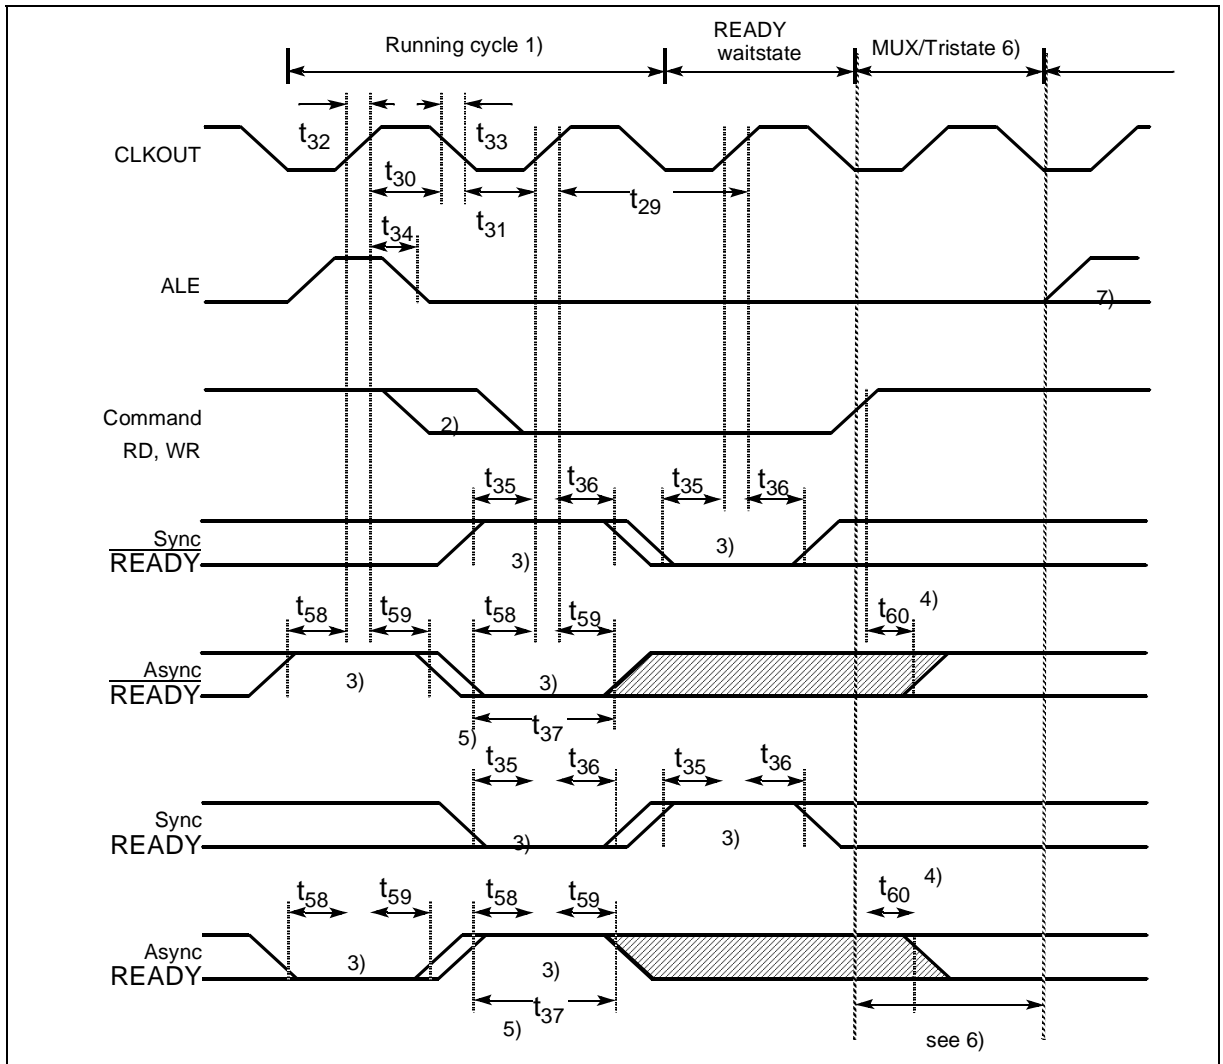 Running cycle 1)
READY
waitstate
MUX/Tristate 6)
t32
t33
CLKOUT
t30
t31
t29
t34
ALE
7)
Command
RD, WR
2)
t35
t36
t35
t36
Sync
READY
3)
3)
t58
t59
t58
t59
t60
4)
Async
READY
3)
3)
t37
5)
t35
t36
t35
t36
Sync
READY
3)
3)
t58
t59
t58
t59
t60
4)
Async
READY
3)
3)
t37
5)
see 6)